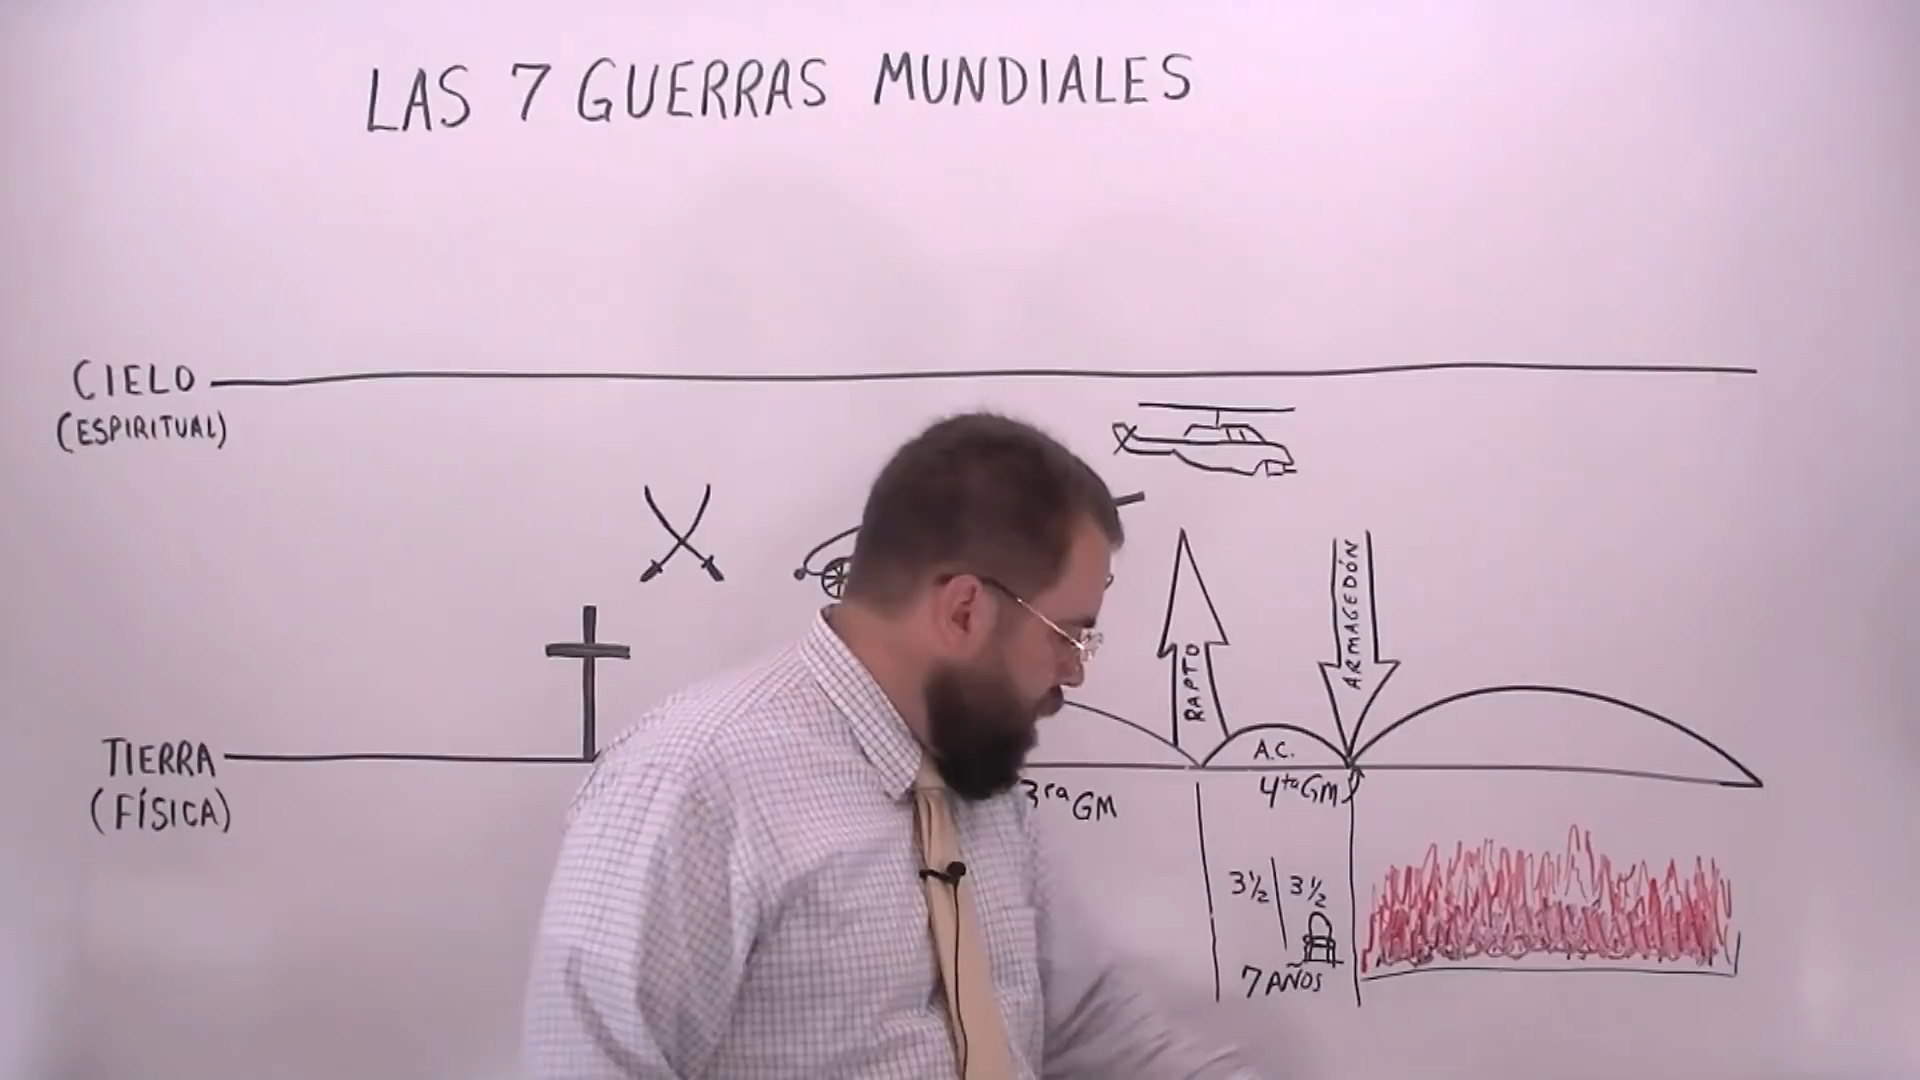 LAS 7 GUERRAS MUNDIALES
CIELO
(ESPIRITUAL)
ARMAGEDÓN
RAPTO
TIERRA
(FÍSICA)
A.C.
3ra GM
4ta GM
3½ 3½
7 AÑOS